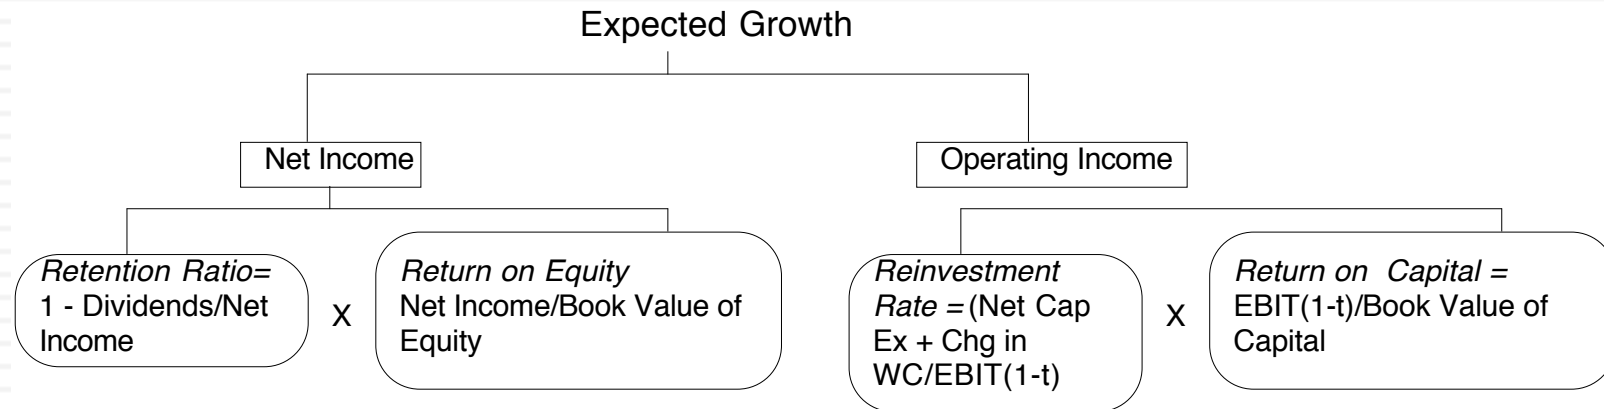 Expected Growth
Net Income
Operating Income
Retention Ratio=
1 - Dividends/Net
Income
X
Return on Equity
Net Income/Book Value of
Equity
Reinvestment
Rate = (Net Cap
Ex + Chg in
WC/EBIT(1-t)
X
Return on Capital =
EBIT(1-t)/Book Value of
Capital